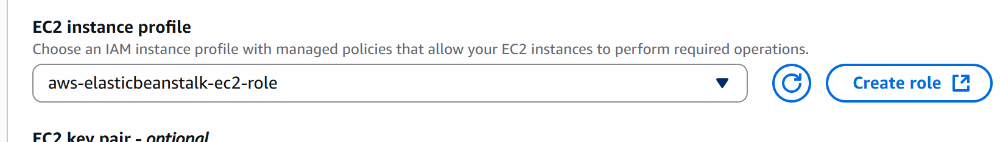 EC2 instance profile
Choose an IAM instance profile with managed policies that allow your EC2 instances to perform required operations.
aws-elasticbeanstalk-ec2-role
Create role
EC2 key pair - optional